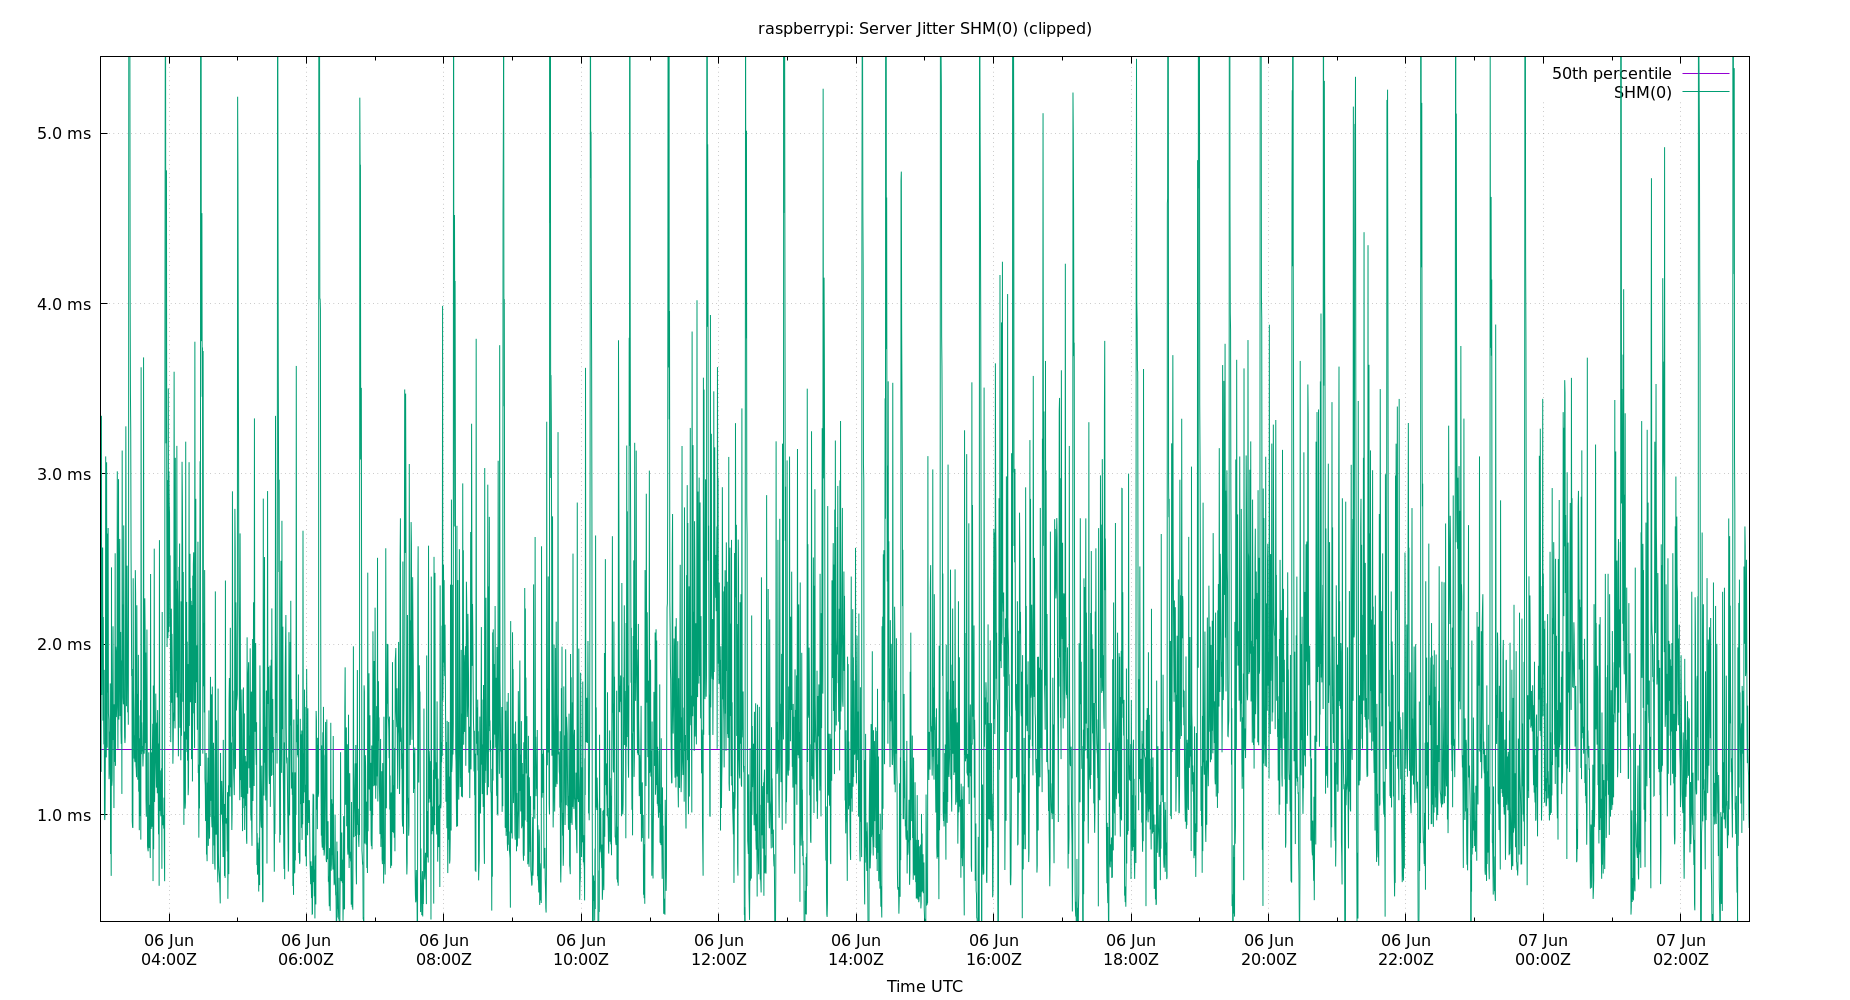 raspberrypi: Server Jitter SHM(0) (clipped)
50th percentile
SHM(0)
5.0 ms
4.0 ms
3.0 ms
2.0 ms
1.0 ms
06 Jun 06 Jun 06 Jun 06 Jun 06 Jun 06 Jun 06 Jun 06 Jun 06 Jun 06 Jun 07 Jun 07 Jun
04:00Z 06:00Z 08:00Z 10:00Z 12:00Z 14:00Z 16:00Z 18:00Z 20:00Z 22:00Z 00:00Z 02:00Z
Time UTC